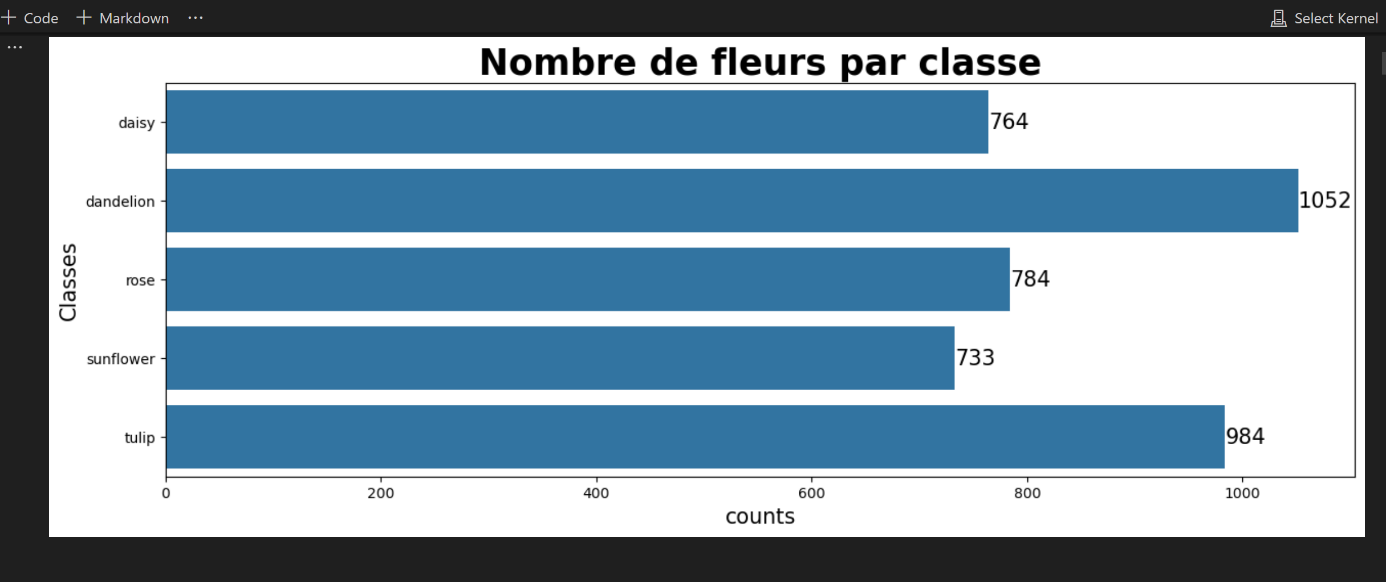 Code Markdown ... Select Kernel
...
Nombre de fleurs par classe
daisy 764
dandelion 1052
rose 784
sunflower 733
tulip 984
Classes
0 200 400 600 800 1000
counts